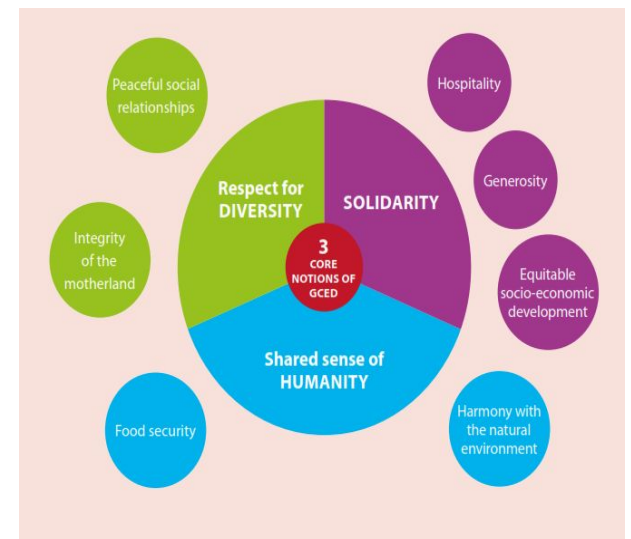 Peaceful social
relationships
Hospitality
Respect for
DIVERSITY
SOLIDARITY
Generosity
Integrity
of the
motherland
3
CORE
NOTIONS OF
GCED
Equitable
socio-economic
development
Shared sense of
HUMANITY
Food security
Harmony with
the natural
environment